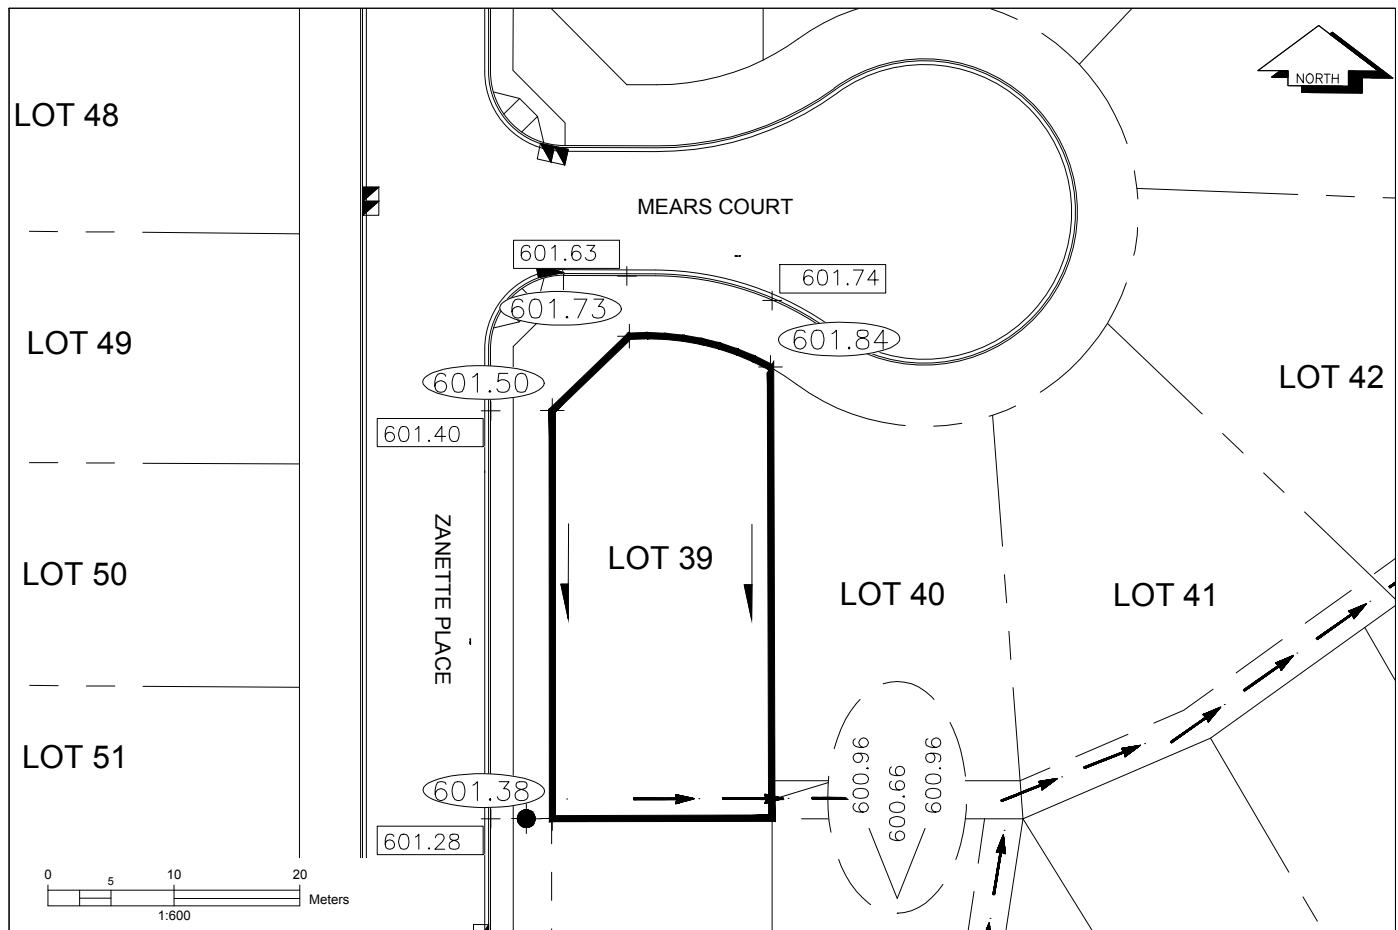 LOT 48
NORTH
MEARS COURT
601.63
601.74
601.73
601.84
LOT 49
LOT 42
601.50
601.40
ZANETTE PLACE
LOT 39
LOT 50
LOT 40
LOT 41
LOT 51
600.96
600.66
600.96
601.38
601.28
0 5 10 20
Meters
1:600